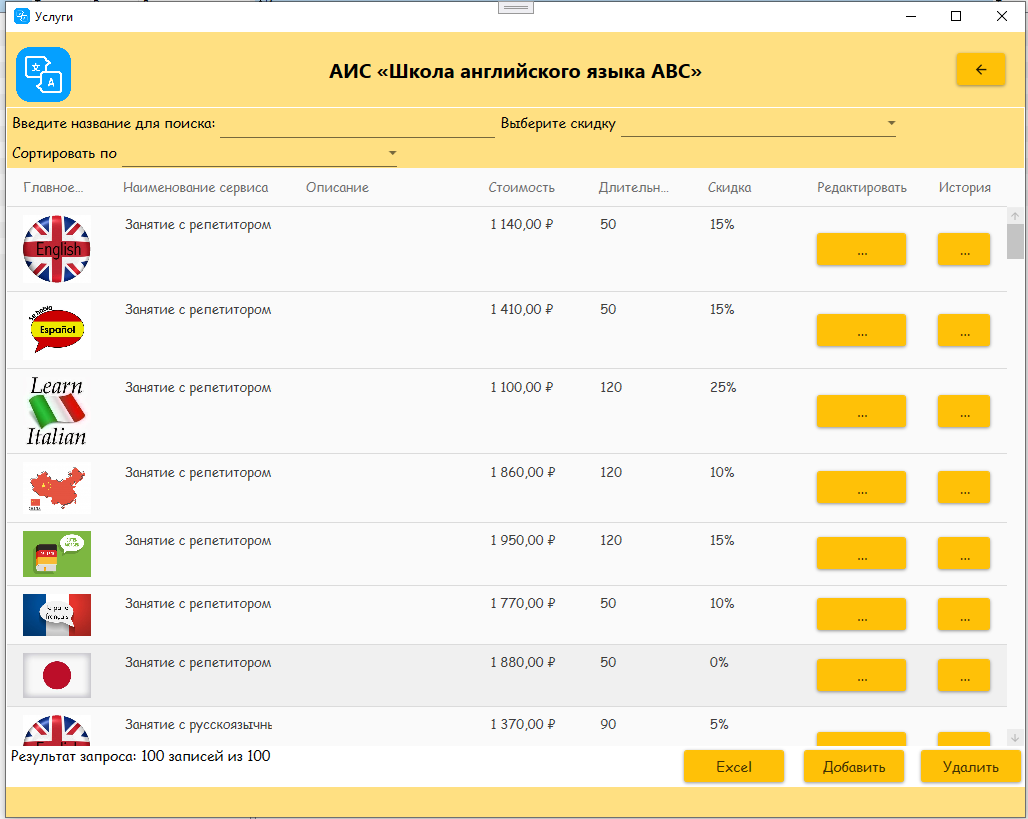 Услуги
АИС «Школа английского языка ABC»
Введите название для поиска:
Выберите скидку
Сортировать по
Главное... Наименование сервиса Описание Стоимость Длительн... Скидка Редактировать История
English Занятие с репетитором 1 140,00 ₽ 50 15% ... ...
Se habla
Español Занятие с репетитором 1 410,00 ₽ 50 15% ... ...
Learn
Italian Занятие с репетитором 1 100,00 ₽ 120 25% ... ...
Занятие с репетитором 1 860,00 ₽ 120 10% ... ...
Занятие с репетитором 1 950,00 ₽ 120 15% ... ...
français Занятие с репетитором 1 770,00 ₽ 50 10% ... ...
Занятие с репетитором 1 880,00 ₽ 50 0% ... ...
Занятие с русскоязычн 1 370,00 ₽ 90 5%
Результат запроса: 100 записей из 100
Excel Добавить Удалить